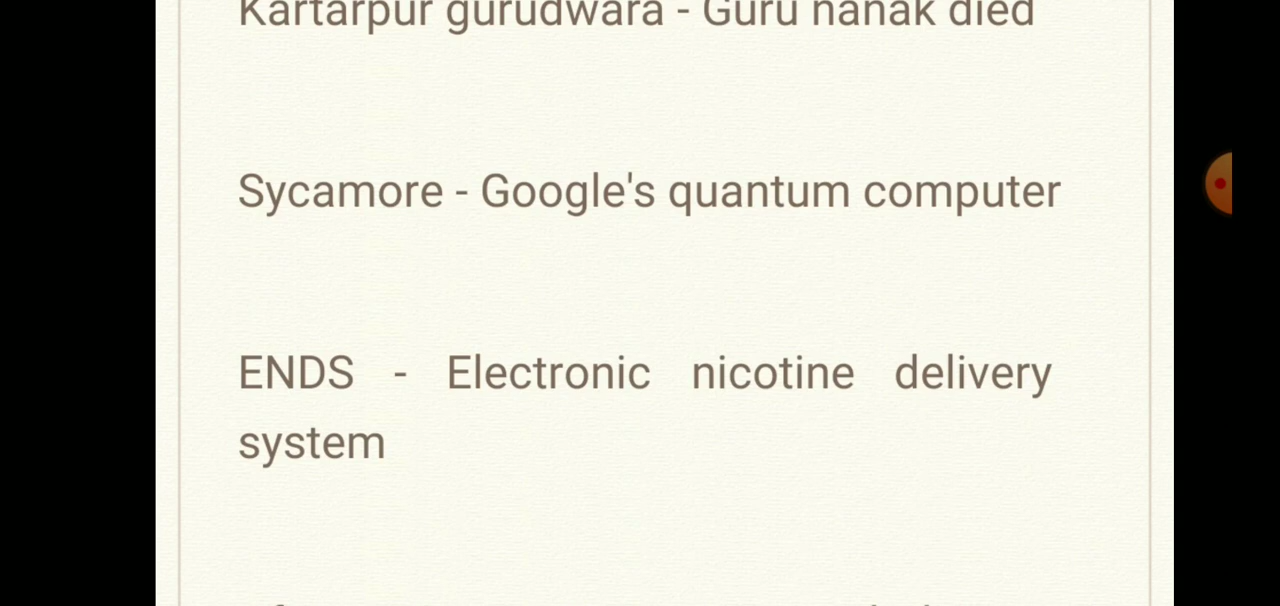 Kartarpur gurudwara - Guru nanak died
Sycamore - Google's quantum computer
ENDS - Electronic nicotine delivery
system